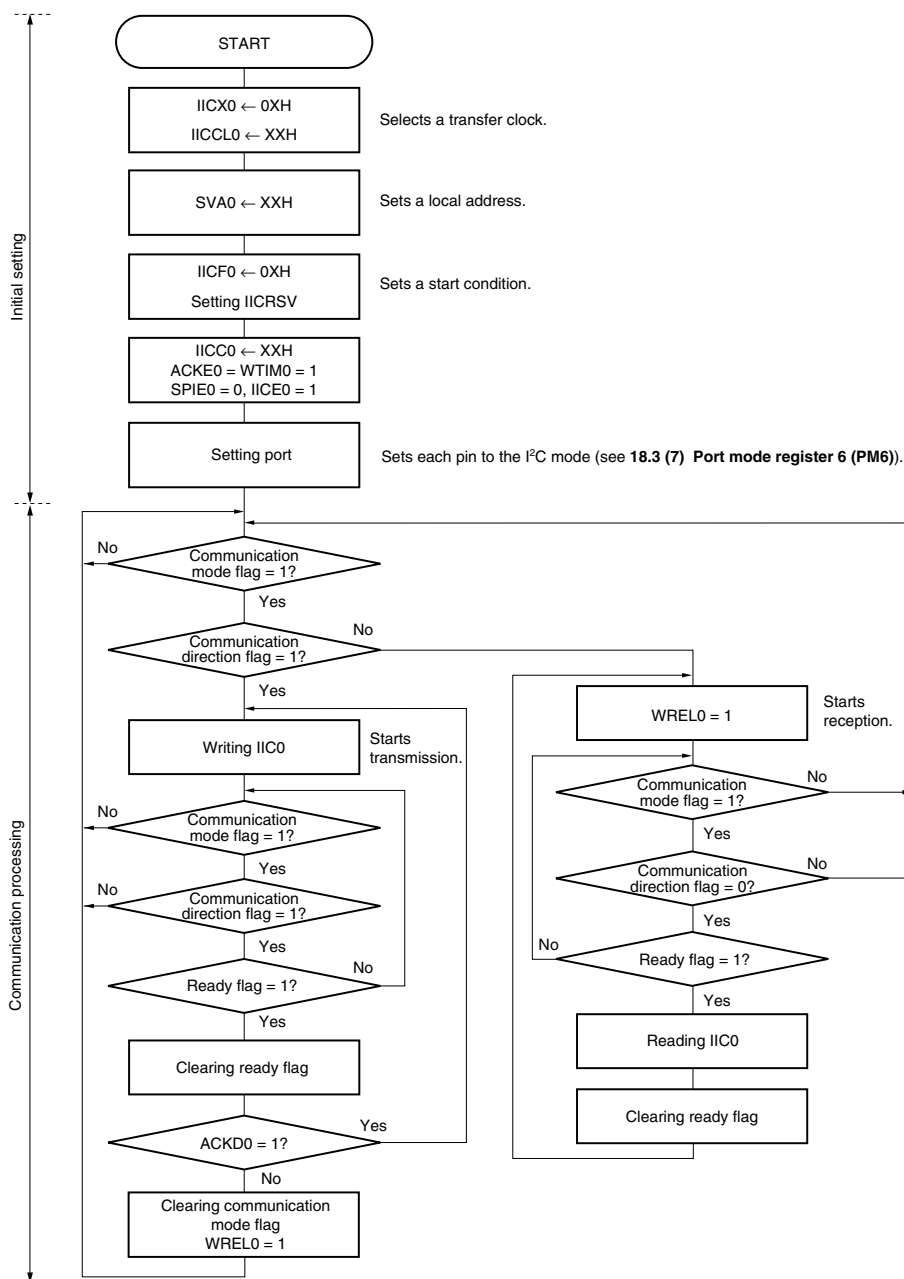 START
IICX0 ← 0XH
IICCL0 ← XXH
Selects a transfer clock.
SVA0 ← XXH
Sets a local address.
IICF0 ← 0XH
Setting IICRSV
Sets a start condition.
IICC0 ← XXH
ACKE0 = WTIM0 = 1
SPIE0 = 0, IICE0 = 1
Setting port
Sets each pin to the I²C mode (see 18.3 (7) Port mode register 6 (PM6)).
Initial setting
Communication processing
No
Communication
mode flag = 1?
Yes
Communication
direction flag = 1?
No
Yes
Writing IIC0
Starts
transmission.
No
Communication
mode flag = 1?
Yes
No
Communication
direction flag = 1?
Yes
No
Ready flag = 1?
Yes
Clearing ready flag
Yes
ACKD0 = 1?
No
Clearing communication
mode flag
WREL0 = 1
WREL0 = 1
Starts
reception.
Communication
mode flag = 1?
No
Yes
Communication
direction flag = 0?
No
Yes
No
Ready flag = 1?
Yes
Reading IIC0
Clearing ready flag